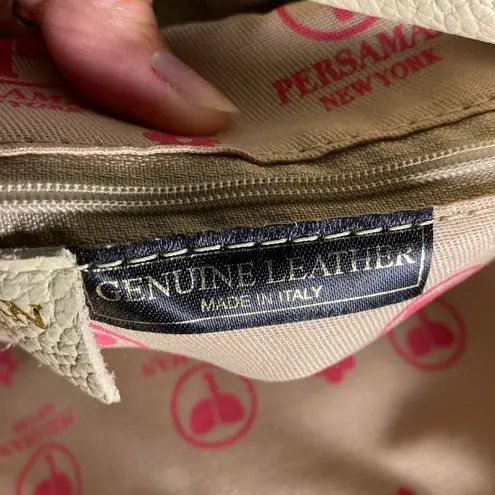 PERSAMAN
NEW YORK
GENUINE LEATHER
MADE IN ITALY